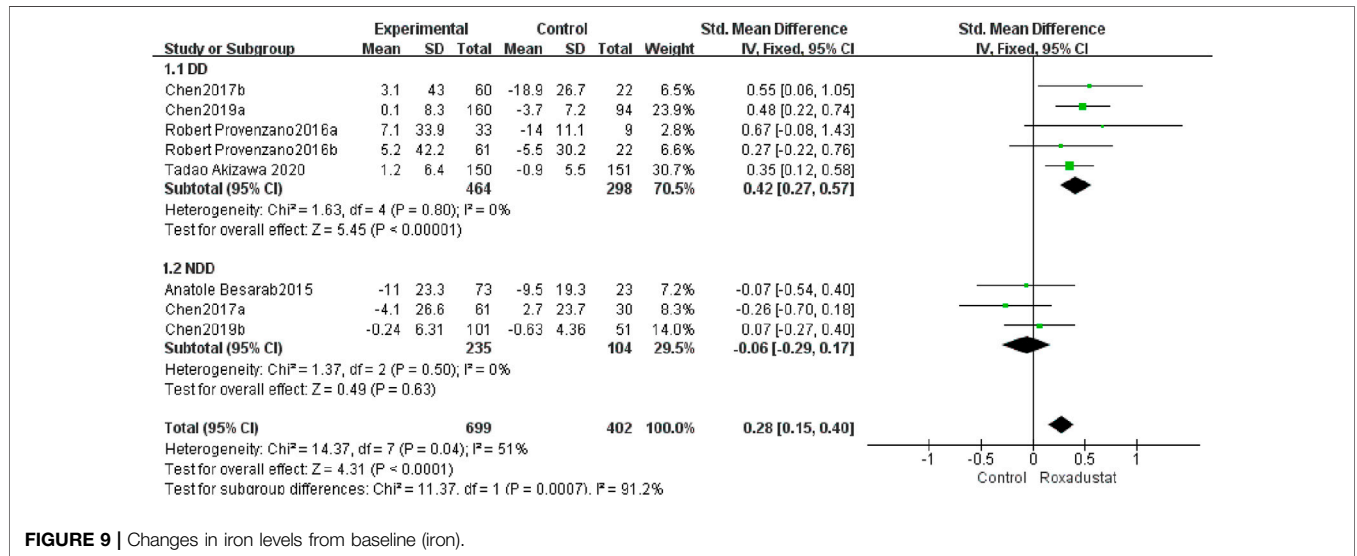 Experimental Control Std. Mean Difference Std. Mean Difference
Study or Subgroup Mean SD Total Mean SD Total Weight IV, Fixed, 95% CI IV, Fixed, 95% CI
1.1 DD
Chen2017b 3.1 43 60 -18.9 26.7 22 6.5% 0.55 [0.06, 1.05]
Chen2019a 0.1 8.3 160 -3.7 7.2 94 23.9% 0.48 [0.22, 0.74]
Robert Provenzano2016a 7.1 33.9 33 -14 11.1 9 2.8% 0.67 [-0.08, 1.43]
Robert Provenzano2016b 5.2 42.2 61 -5.5 30.2 22 6.6% 0.27 [-0.22, 0.76]
Tadao Akizawa 2020 1.2 6.4 150 -0.9 5.5 151 30.7% 0.35 [0.12, 0.58]
Subtotal (95% CI) 464 298 70.5% 0.42 [0.27, 0.57]
Heterogeneity: Chi² = 1.63, df = 4 (P = 0.80); I² = 0%
Test for overall effect: Z = 5.45 (P < 0.00001)
1.2 NDD
Anatole Besarab2015 -11 23.3 73 -9.5 19.3 23 7.2% -0.07 [-0.54, 0.40]
Chen2017a -4.1 26.6 61 2.7 23.7 30 8.3% -0.26 [-0.70, 0.18]
Chen2019b -0.24 6.31 101 -0.63 4.36 51 14.0% 0.07 [-0.27, 0.40]
Subtotal (95% CI) 235 104 29.5% -0.06 [-0.29, 0.17]
Heterogeneity: Chi² = 1.37, df = 2 (P = 0.50); I² = 0%
Test for overall effect: Z = 0.49 (P = 0.63)
Total (95% CI) 699 402 100.0% 0.28 [0.15, 0.40]
Heterogeneity: Chi² = 14.37, df = 7 (P = 0.04); I² = 51%
Test for overall effect: Z = 4.31 (P < 0.0001)
Test for subgroup differences: Chi² = 11.37, df = 1 (P = 0.0007), I² = 91.2%
-1 -0.5 0 0.5 1
Control Roxadustat
FIGURE 9 | Changes in iron levels from baseline (iron).